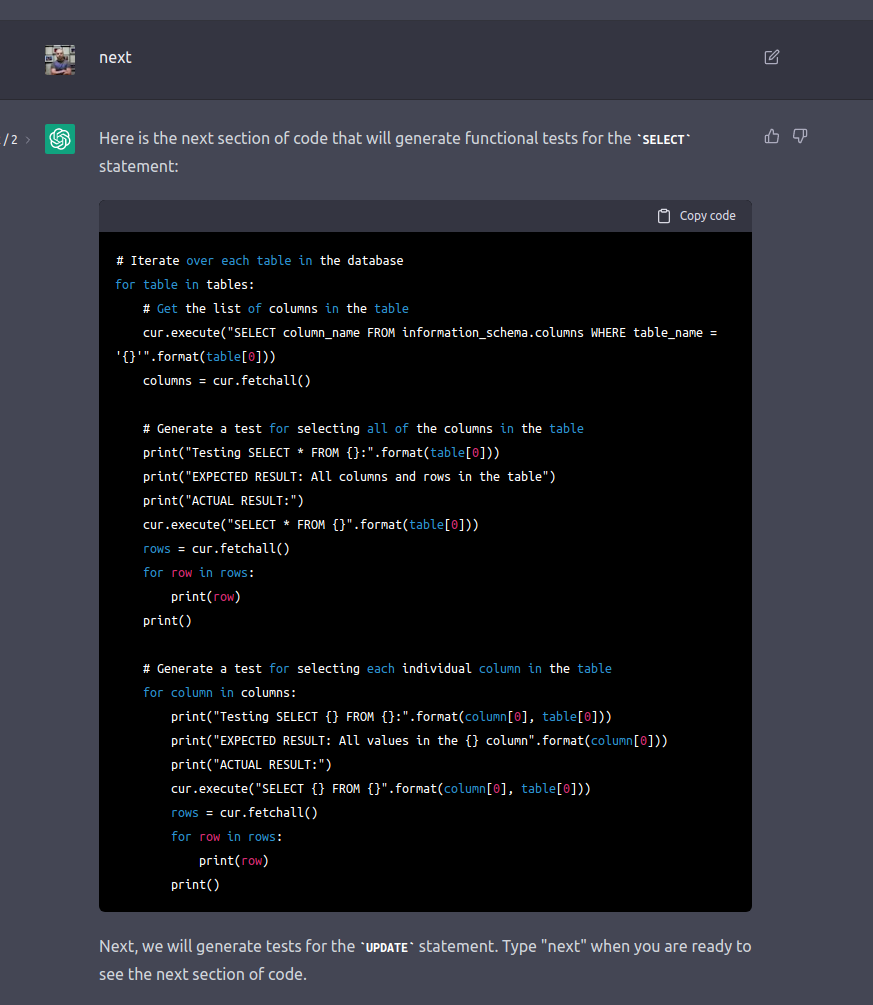 next
/2 >
Here is the next section of code that will generate functional tests for the `SELECT`
statement:
Copy code
# Iterate over each table in the database
for table in tables:
    # Get the list of columns in the table
    cur.execute("SELECT column_name FROM information_schema.columns WHERE table_name =
'{}'".format(table[0]))
    columns = cur.fetchall()
    # Generate a test for selecting all of the columns in the table
    print("Testing SELECT * FROM {}:".format(table[0]))
    print("EXPECTED RESULT: All columns and rows in the table")
    print("ACTUAL RESULT:")
    cur.execute("SELECT * FROM {}".format(table[0]))
    rows = cur.fetchall()
    for row in rows:
        print(row)
    print()
    # Generate a test for selecting each individual column in the table
    for column in columns:
        print("Testing SELECT {} FROM {}:".format(column[0], table[0]))
        print("EXPECTED RESULT: All values in the {} column".format(column[0]))
        print("ACTUAL RESULT:")
        cur.execute("SELECT {} FROM {}".format(column[0], table[0]))
        rows = cur.fetchall()
        for row in rows:
            print(row)
        print()
Next, we will generate tests for the `UPDATE` statement. Type "next" when you are ready to
see the next section of code.